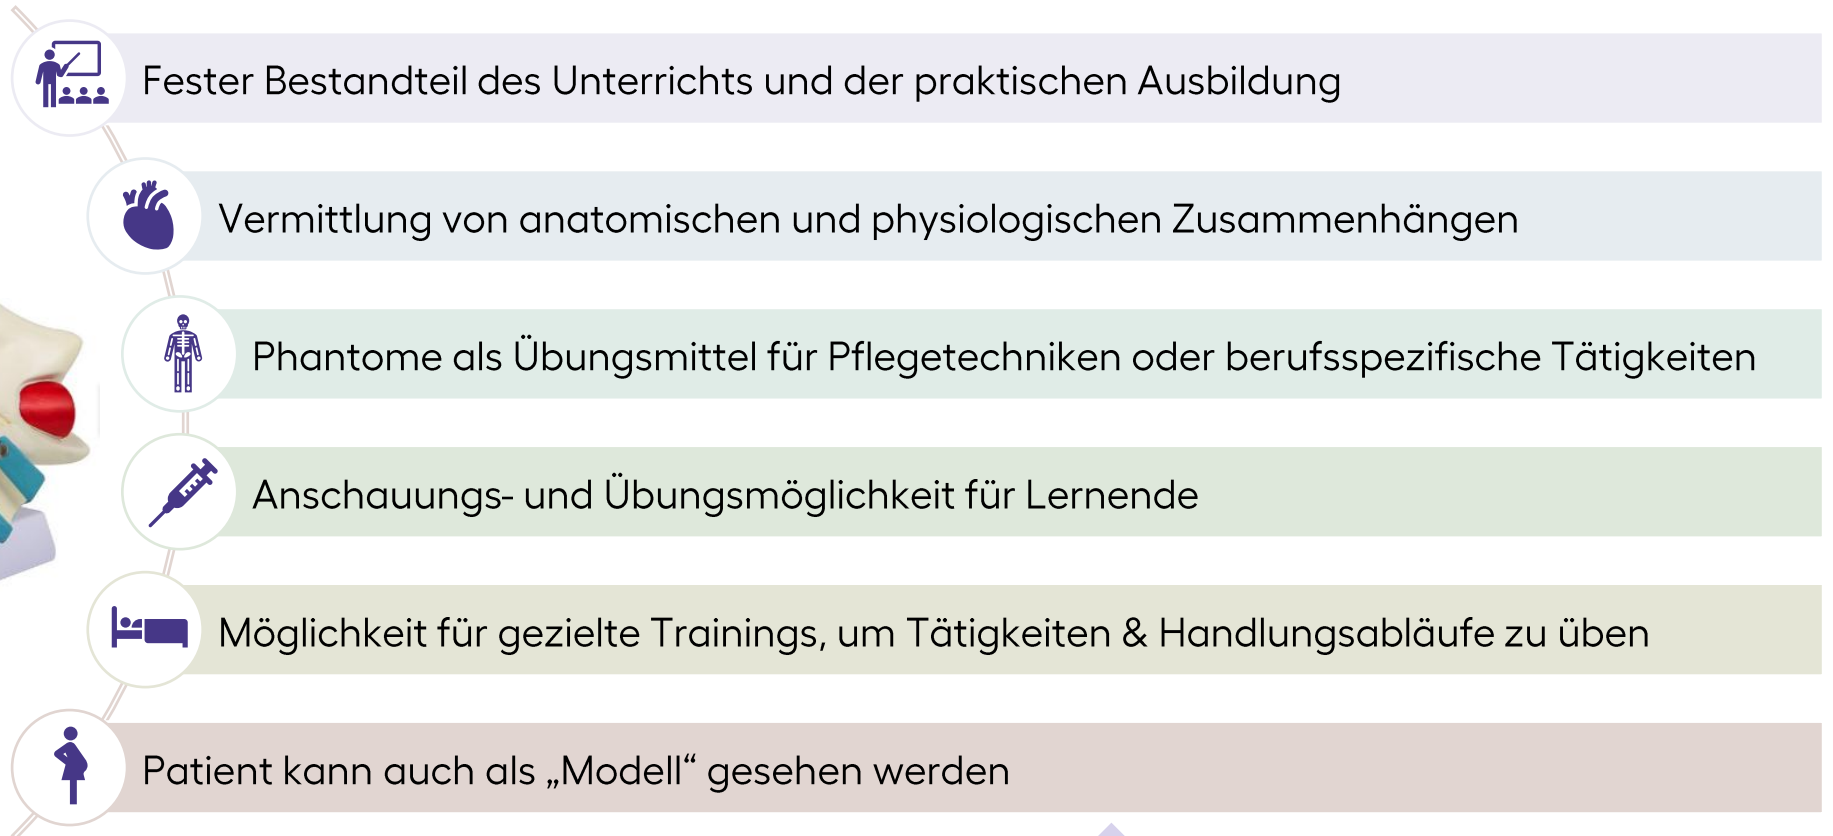 Fester Bestandteil des Unterrichts und der praktischen Ausbildung
Vermittlung von anatomischen und physiologischen Zusammenhängen
Phantome als Übungsmittel für Pflegetechniken oder berufsspezifische Tätigkeiten
Anschauungs- und Übungsmöglichkeit für Lernende
Möglichkeit für gezielte Trainings, um Tätigkeiten & Handlungsabläufe zu üben
Patient kann auch als „Modell“ gesehen werden